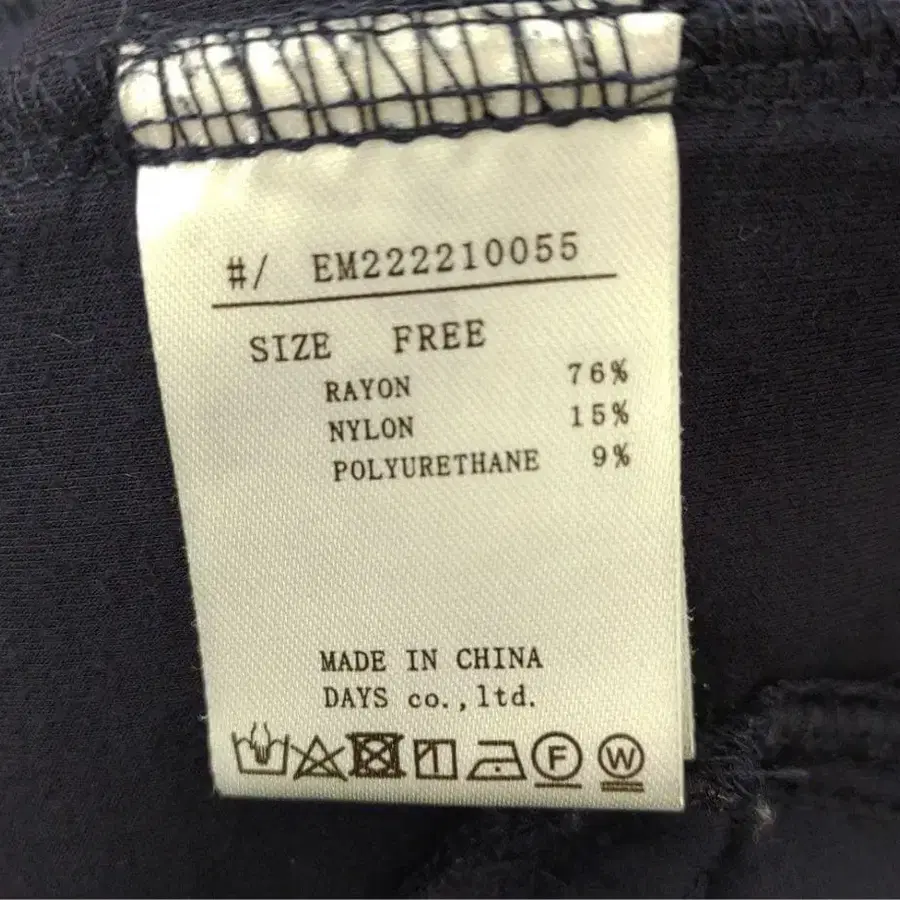 #/ EM222210055
SIZE FREE
RAYON 76%
NYLON 15%
POLYURETHANE 9%
MADE IN CHINA
DAYS co.,ltd.
F W